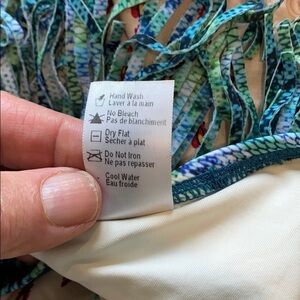 Hand Wash
Laver à la main
No Bleach
Pas de blanchiment
Dry Flat
Sècher à plat
Do Not Iron
Ne pas repasser
Cool Water
Eau froide